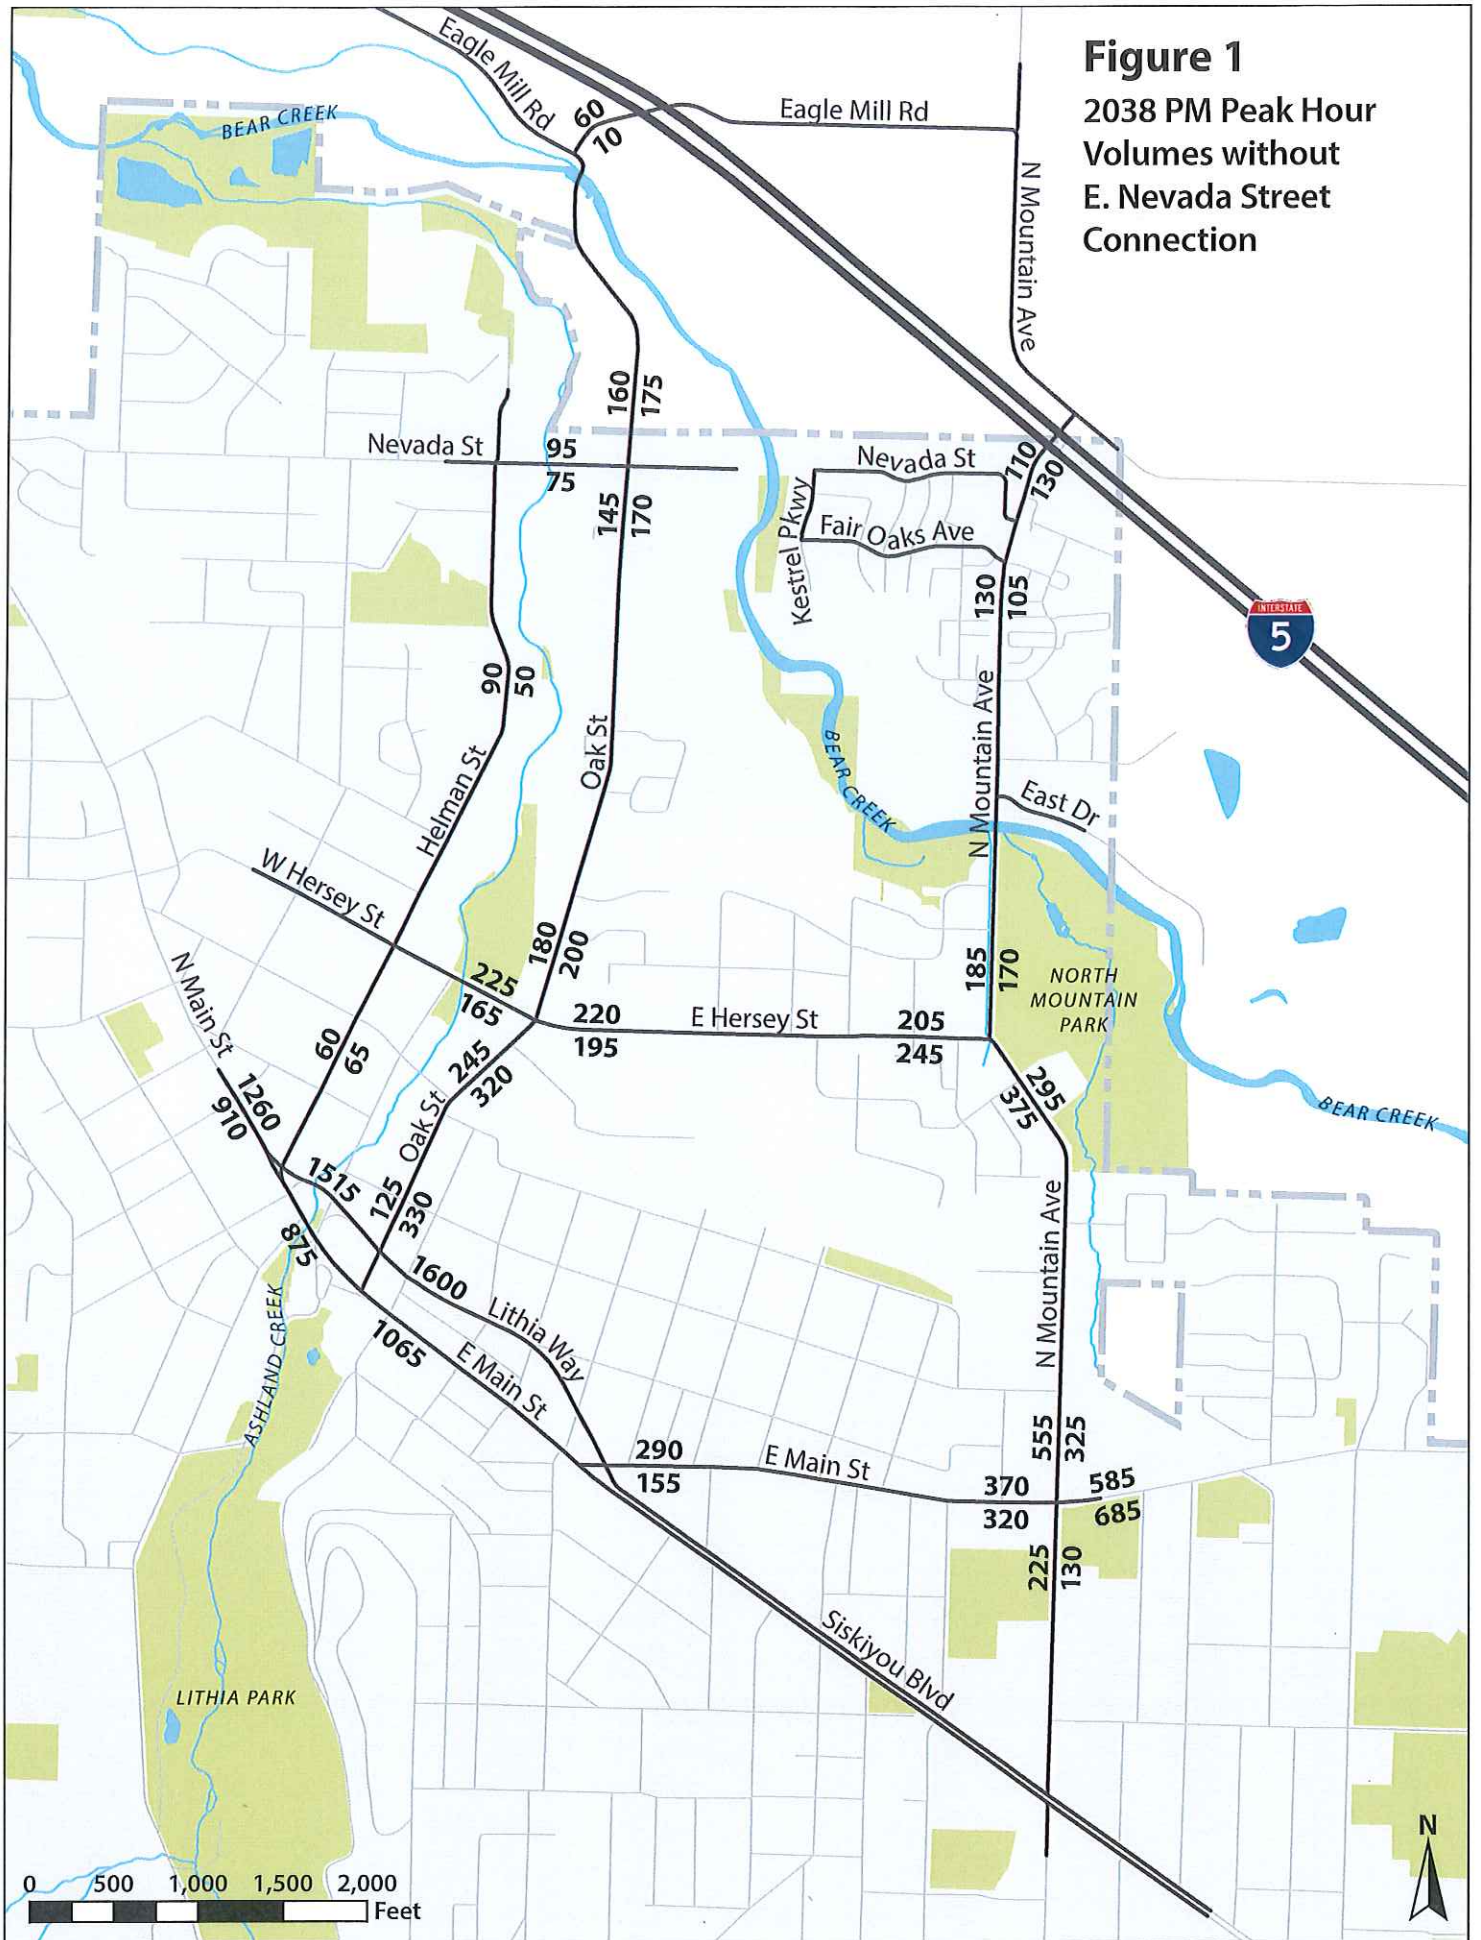 Figure 1
2038 PM Peak Hour
Volumes without
E. Nevada Street
Connection
Eagle Mill Rd
60
10
Eagle Mill Rd
BEAR CREEK
N Mountain Ave
160
175
Nevada St
95
75
145
170
Nevada St
110
130
Kestrel Pkwy
Fair Oaks Ave
130
105
INTERSTATE
5
90
50
Oak St
N Mountain Ave
Helman St
BEAR CREEK
East Dr
W Hersey St
180
200
N Main St
225
165
185
170
NORTH
MOUNTAIN
PARK
220
195
E Hersey St
205
245
60
65
245
320
295
375
BEAR CREEK
1260
910
Oak St
1515
125
330
N Mountain Ave
875
1600
Lithia Way
ASHLAND CREEK
1065
E Main St
290
155
E Main St
555
325
370
320
585
685
225
130
Siskiyou Blvd
LITHIA PARK
N
0 500 1,000 1,500 2,000
Feet